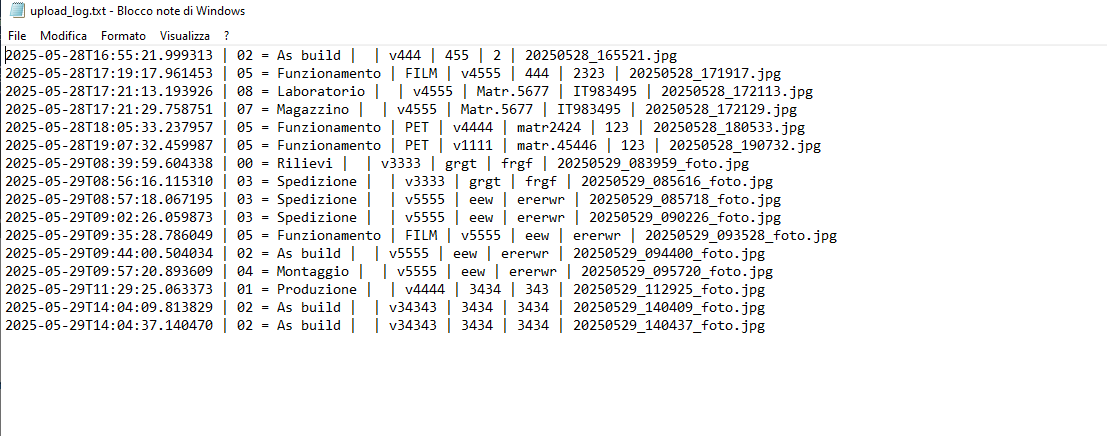 upload_log.txt - Blocco note di Windows
File Modifica Formato Visualizza ?
2025-05-28T16:55:21.999313 | 02 = As build | | v444 | 455 | 2 | 20250528_165521.jpg
2025-05-28T17:19:17.961453 | 05 = Funzionamento | FILM | v4555 | 444 | 2323 | 20250528_171917.jpg
2025-05-28T17:21:13.193926 | 08 = Laboratorio | | v4555 | Matr.5677 | IT983495 | 20250528_172113.jpg
2025-05-28T17:21:29.758751 | 07 = Magazzino | | v4555 | Matr.5677 | IT983495 | 20250528_172129.jpg
2025-05-28T18:05:33.237957 | 05 = Funzionamento | PET | v4444 | matr2424 | 123 | 20250528_180533.jpg
2025-05-28T19:07:32.459987 | 05 = Funzionamento | PET | v1111 | matr.45446 | 123 | 20250528_190732.jpg
2025-05-29T08:39:59.604338 | 00 = Rilievi | | v3333 | grgt | frgf | 20250529_083959_foto.jpg
2025-05-29T08:56:16.115310 | 03 = Spedizione | | v3333 | grgt | frgf | 20250529_085616_foto.jpg
2025-05-29T08:57:18.067195 | 03 = Spedizione | | v5555 | eew | ererwr | 20250529_085718_foto.jpg
2025-05-29T09:02:26.059873 | 03 = Spedizione | | v5555 | eew | ererwr | 20250529_090226_foto.jpg
2025-05-29T09:35:28.786049 | 05 = Funzionamento | FILM | v5555 | eew | ererwr | 20250529_093528_foto.jpg
2025-05-29T09:44:00.504034 | 02 = As build | | v5555 | eew | ererwr | 20250529_094400_foto.jpg
2025-05-29T09:57:20.893609 | 04 = Montaggio | | v5555 | eew | ererwr | 20250529_095720_foto.jpg
2025-05-29T11:29:25.063373 | 01 = Produzione | | v4444 | 3434 | 343 | 20250529_112925_foto.jpg
2025-05-29T14:04:09.813829 | 02 = As build | | v34343 | 3434 | 3434 | 20250529_140409_foto.jpg
2025-05-29T14:04:37.140470 | 02 = As build | | v34343 | 3434 | 3434 | 20250529_140437_foto.jpg